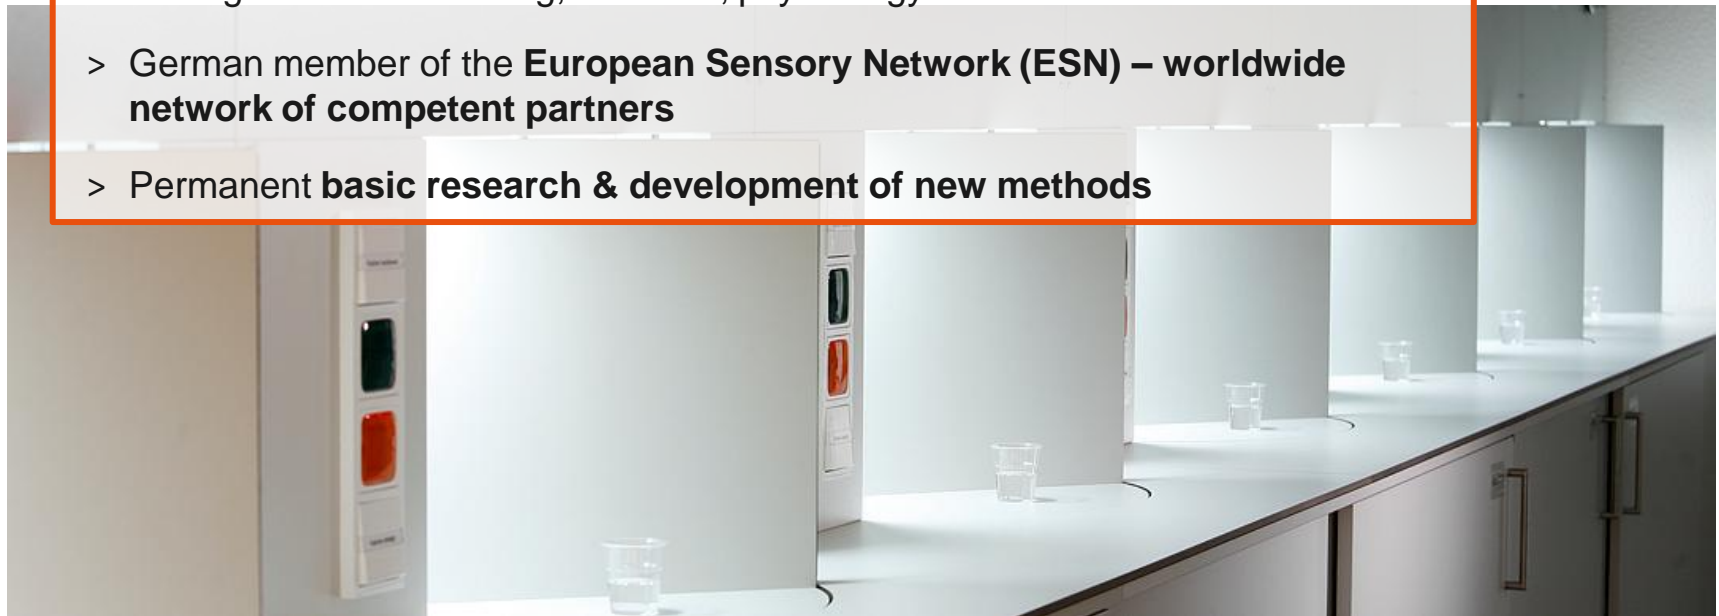 > German member of the European Sensory Network (ESN) – worldwide
network of competent partners
> Permanent basic research & development of new methods